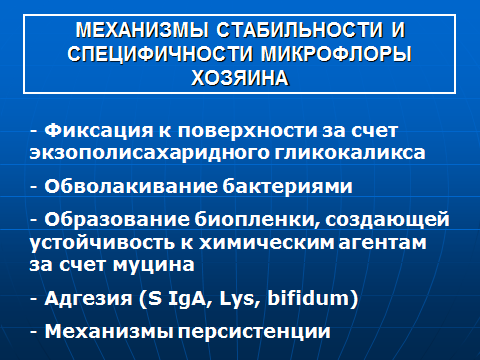 МЕХАНИЗМЫ СТАБИЛЬНОСТИ И
СПЕЦИФИЧНОСТИ МИКРОФЛОРЫ
ХОЗЯИНА
- Фиксация к поверхности за счет
экзополисахаридного гликокаликса
- Обволакивание бактериями
- Образование биопленки, создающей
устойчивость к химическим агентам
за счет муцина
- Адгезия (S IgA, Lys, bifidum)
- Механизмы персистенции